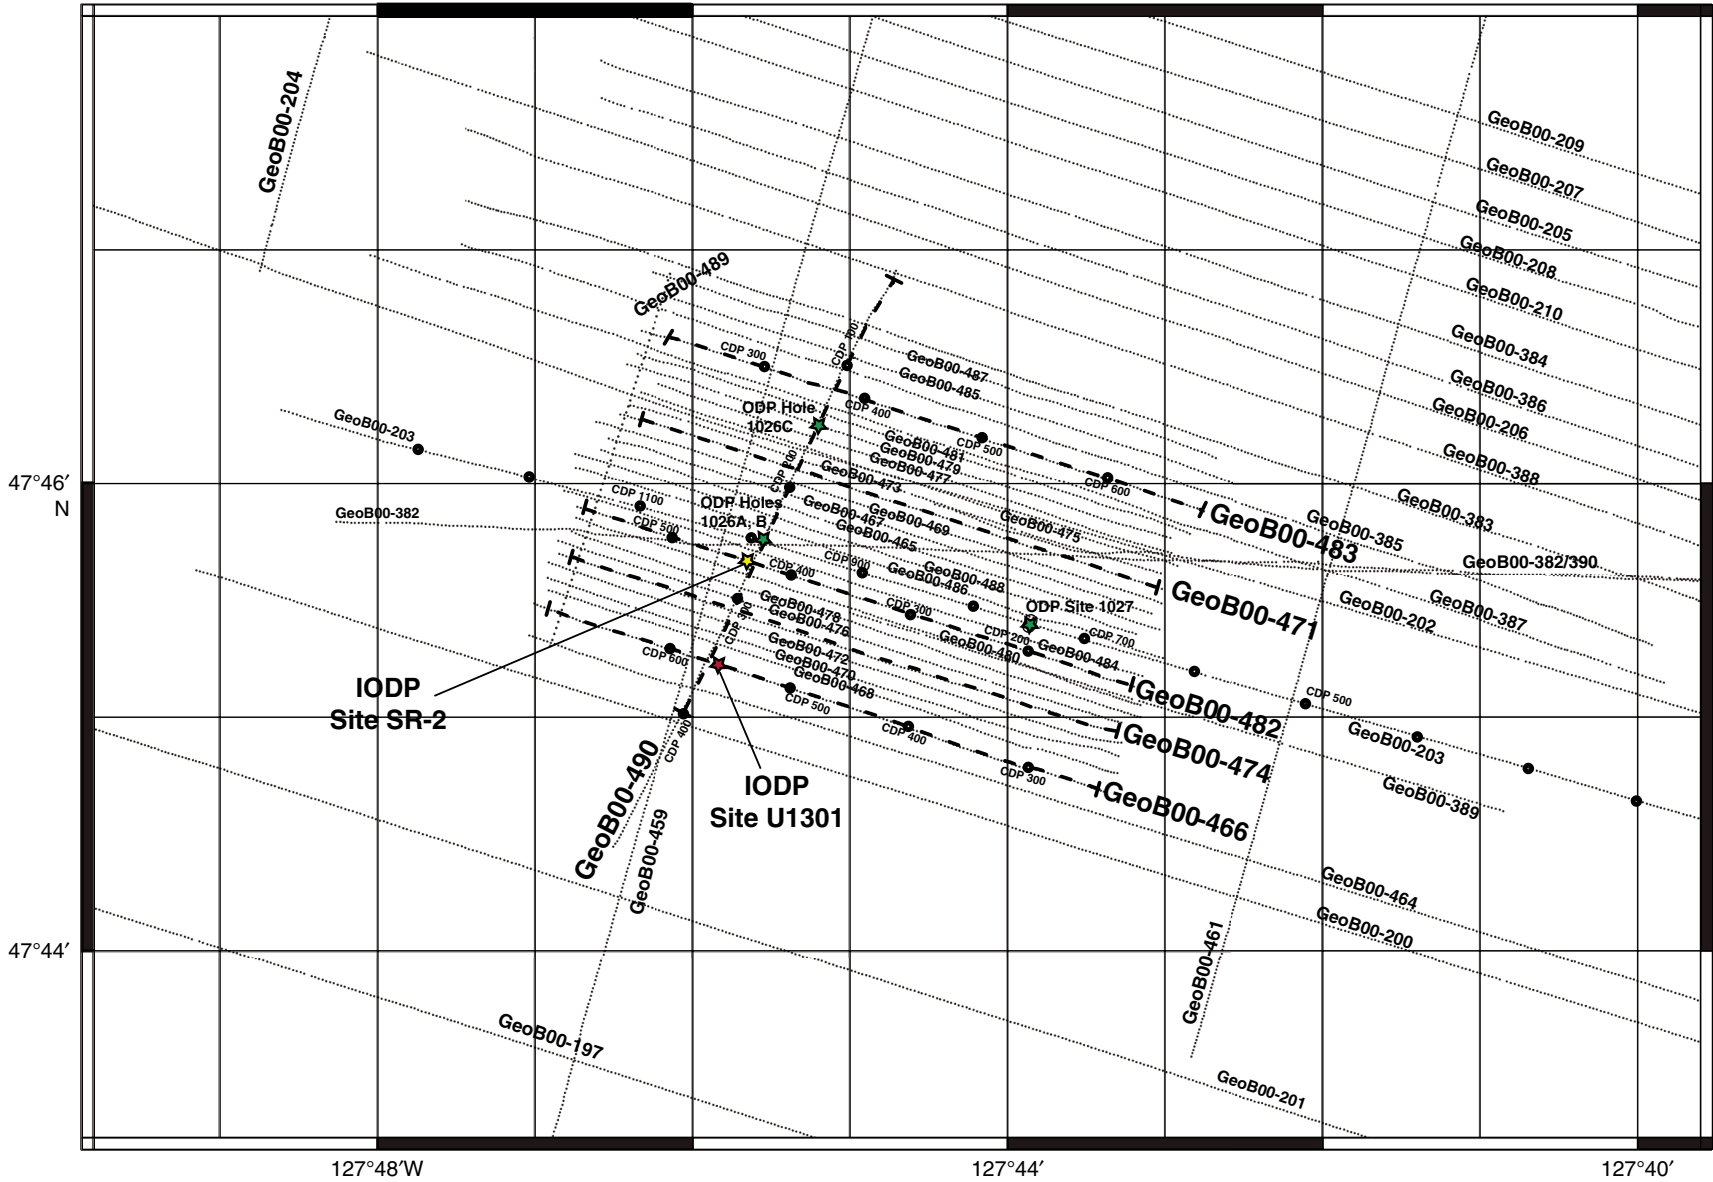 GeoB00-204
GeoB00-209
GeoB00-207
GeoB00-205
GeoB00-208
GeoB00-210
GeoB00-384
GeoB00-386
GeoB00-206
GeoB00-388
GeoB00-383
GeoB00-385
GeoB00-382/390
GeoB00-387
GeoB00-202
GeoB00-489
CDP 300
CDP 100
GeoB00-487
GeoB00-485
CDP 400
CDP 500
CDP 600
ODP Hole
1026C
GeoB00-203
GeoB00-481
GeoB00-479
GeoB00-477
GeoB00-473
CDP 200
47°46′
N
GeoB00-382
CDP 1100
CDP 500
ODP Holes
1026A, B
GeoB00-467
GeoB00-469
GeoB00-465
GeoB00-475
GeoB00-483
CDP 400
CDP 900
GeoB00-488
GeoB00-486
GeoB00-471
CDP 300
ODP Site 1027
CDP 200
CDP 700
GeoB00-478
GeoB00-476
GeoB00-480
GeoB00-484
CDP 300
GeoB00-472
GeoB00-470
GeoB00-468
CDP 600
CDP 500
CDP 400
CDP 300
CDP 400
GeoB00-482
GeoB00-474
GeoB00-466
CDP 500
GeoB00-203
GeoB00-389
IODP
Site SR-2
IODP
Site U1301
GeoB00-490
GeoB00-459
GeoB00-464
GeoB00-200
GeoB00-461
47°44′
GeoB00-197
GeoB00-201
127°48′W
127°44′
127°40′